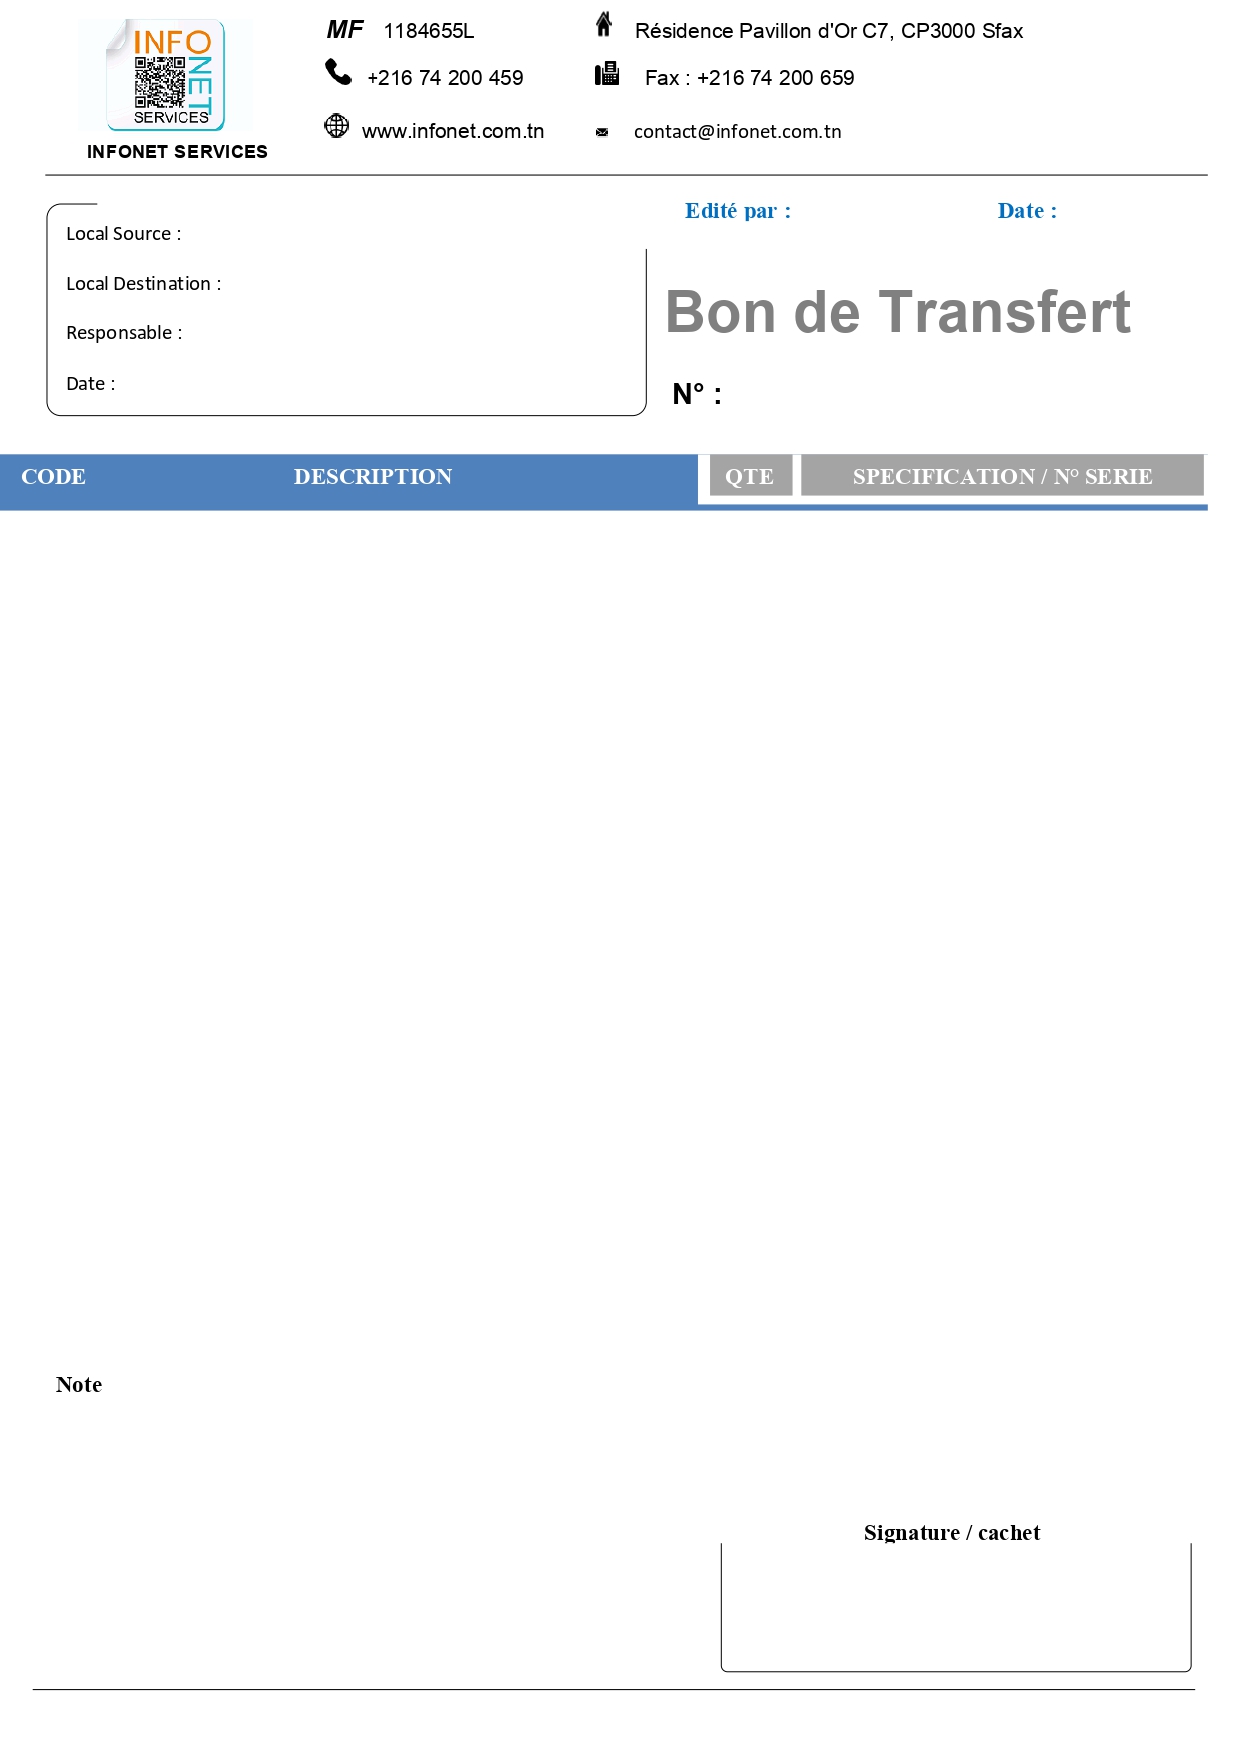 INFO
NET
SERVICES
INFONET SERVICES
MF 1184655L
Résidence Pavillon d'Or C7, CP3000 Sfax
+216 74 200 459
Fax : +216 74 200 659
www.infonet.com.tn
contact@infonet.com.tn
Edité par :
Date :
Local Source :
Local Destination :
Responsable :
Date :
Bon de Transfert
N° :
CODE DESCRIPTION QTE SPECIFICATION / N° SERIE
Note
Signature / cachet